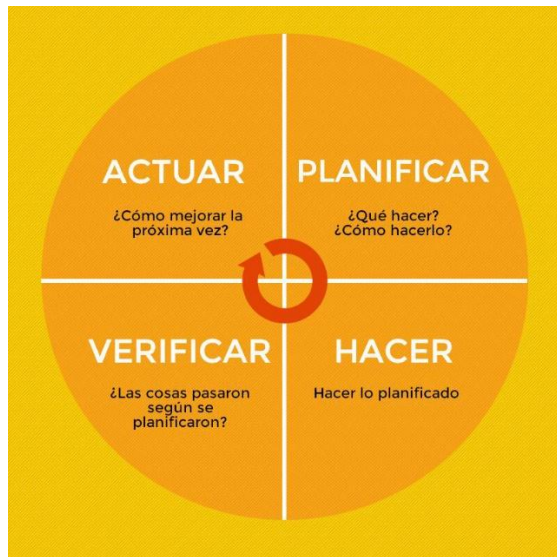 ACTUAR
¿Cómo mejorar la
próxima vez?
PLANIFICAR
¿Qué hacer?
¿Cómo hacerlo?
VERIFICAR
¿Las cosas pasaron
según se
planificaron?
HACER
Hacer lo planificado